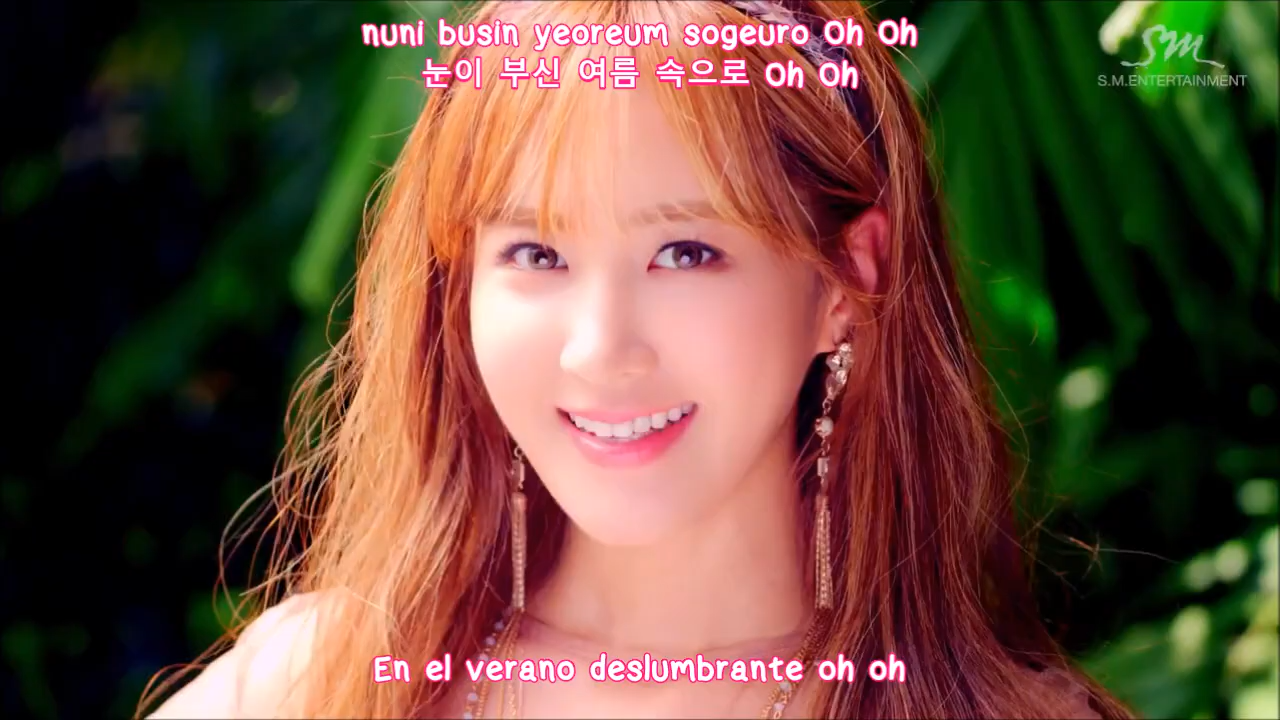 nuni busin yeoreum sogeuro Oh Oh
눈이 부신 여름 속으로 Oh Oh
SM
S.M.ENTERTAINMENT
En el verano deslumbrante oh oh